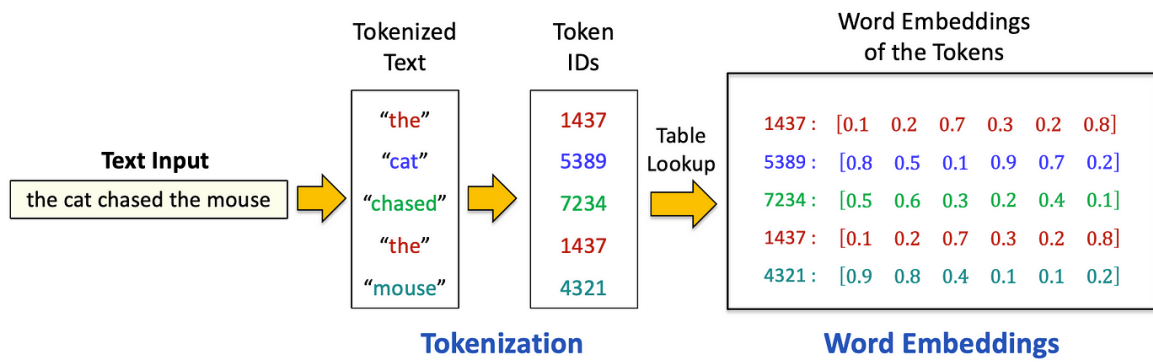 Text Input
the cat chased the mouse
Tokenized
Text
“the”
“cat”
“chased”
“the”
“mouse”
Token
IDs
1437
5389
7234
1437
4321
Tokenization
Table
Lookup
Word Embeddings
of the Tokens
1437 : [0.1 0.2 0.7 0.3 0.2 0.8]
5389 : [0.8 0.5 0.1 0.9 0.7 0.2]
7234 : [0.5 0.6 0.3 0.2 0.4 0.1]
1437 : [0.1 0.2 0.7 0.3 0.2 0.8]
4321 : [0.9 0.8 0.4 0.1 0.1 0.2]
Word Embeddings